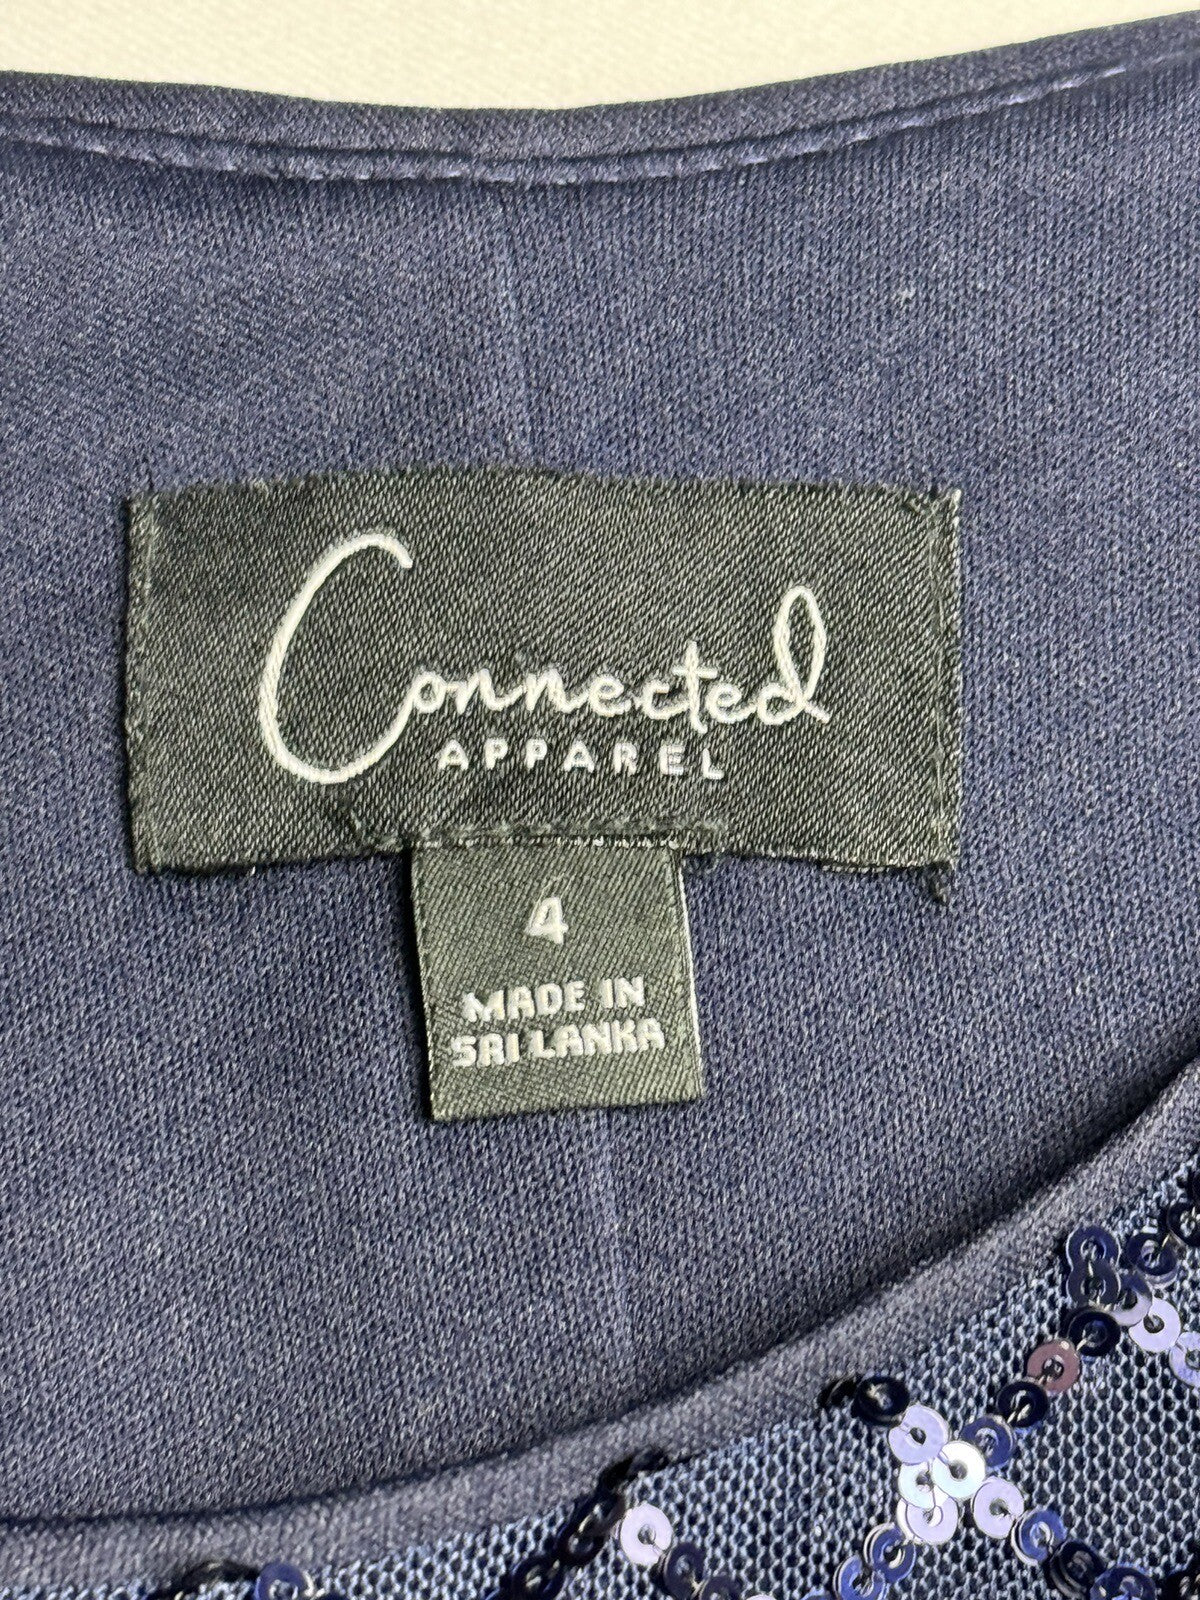 Connected
APPAREL
4
MADE IN
SRI LANKA